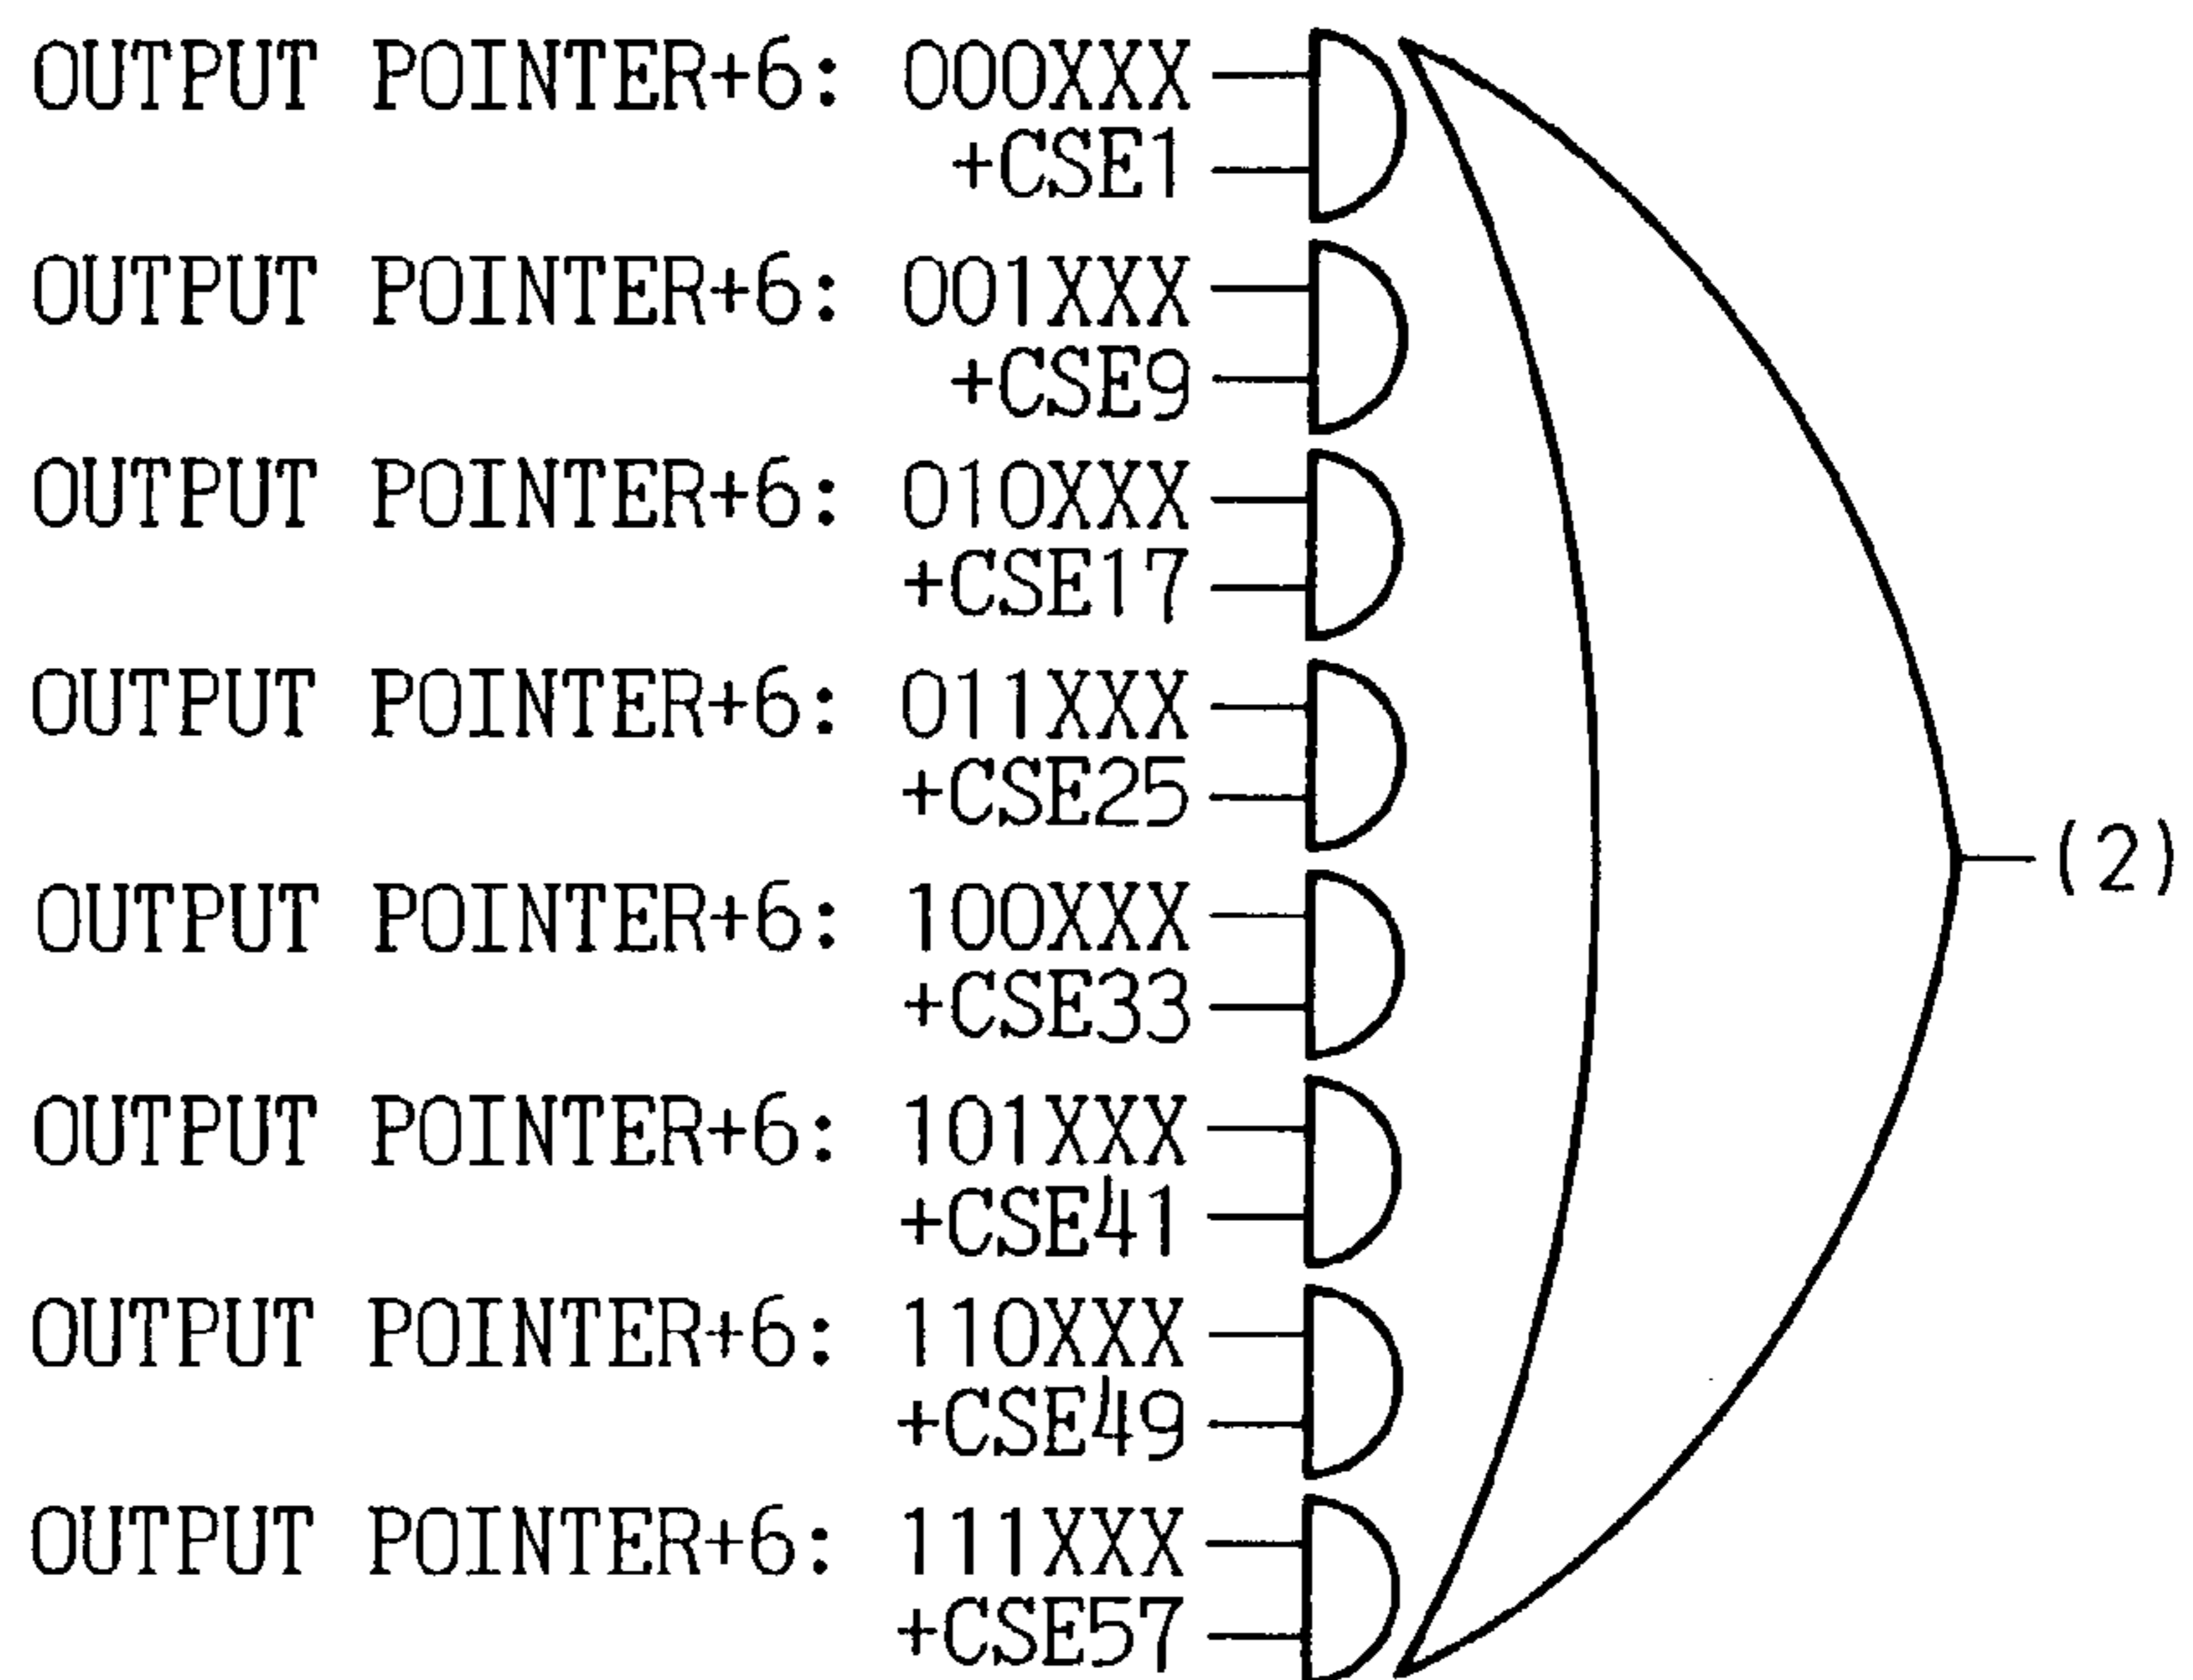 OUTPUT POINTER+6: 000XXX
+CSE1
OUTPUT POINTER+6: 001XXX
+CSE9
OUTPUT POINTER+6: 010XXX
+CSE17
OUTPUT POINTER+6: 011XXX
+CSE25
(2)
OUTPUT POINTER+6: 100XXX
+CSE33
OUTPUT POINTER+6: 101XXX
+CSE41
OUTPUT POINTER+6: 110XXX
+CSE49
OUTPUT POINTER+6: 111XXX
+CSE57